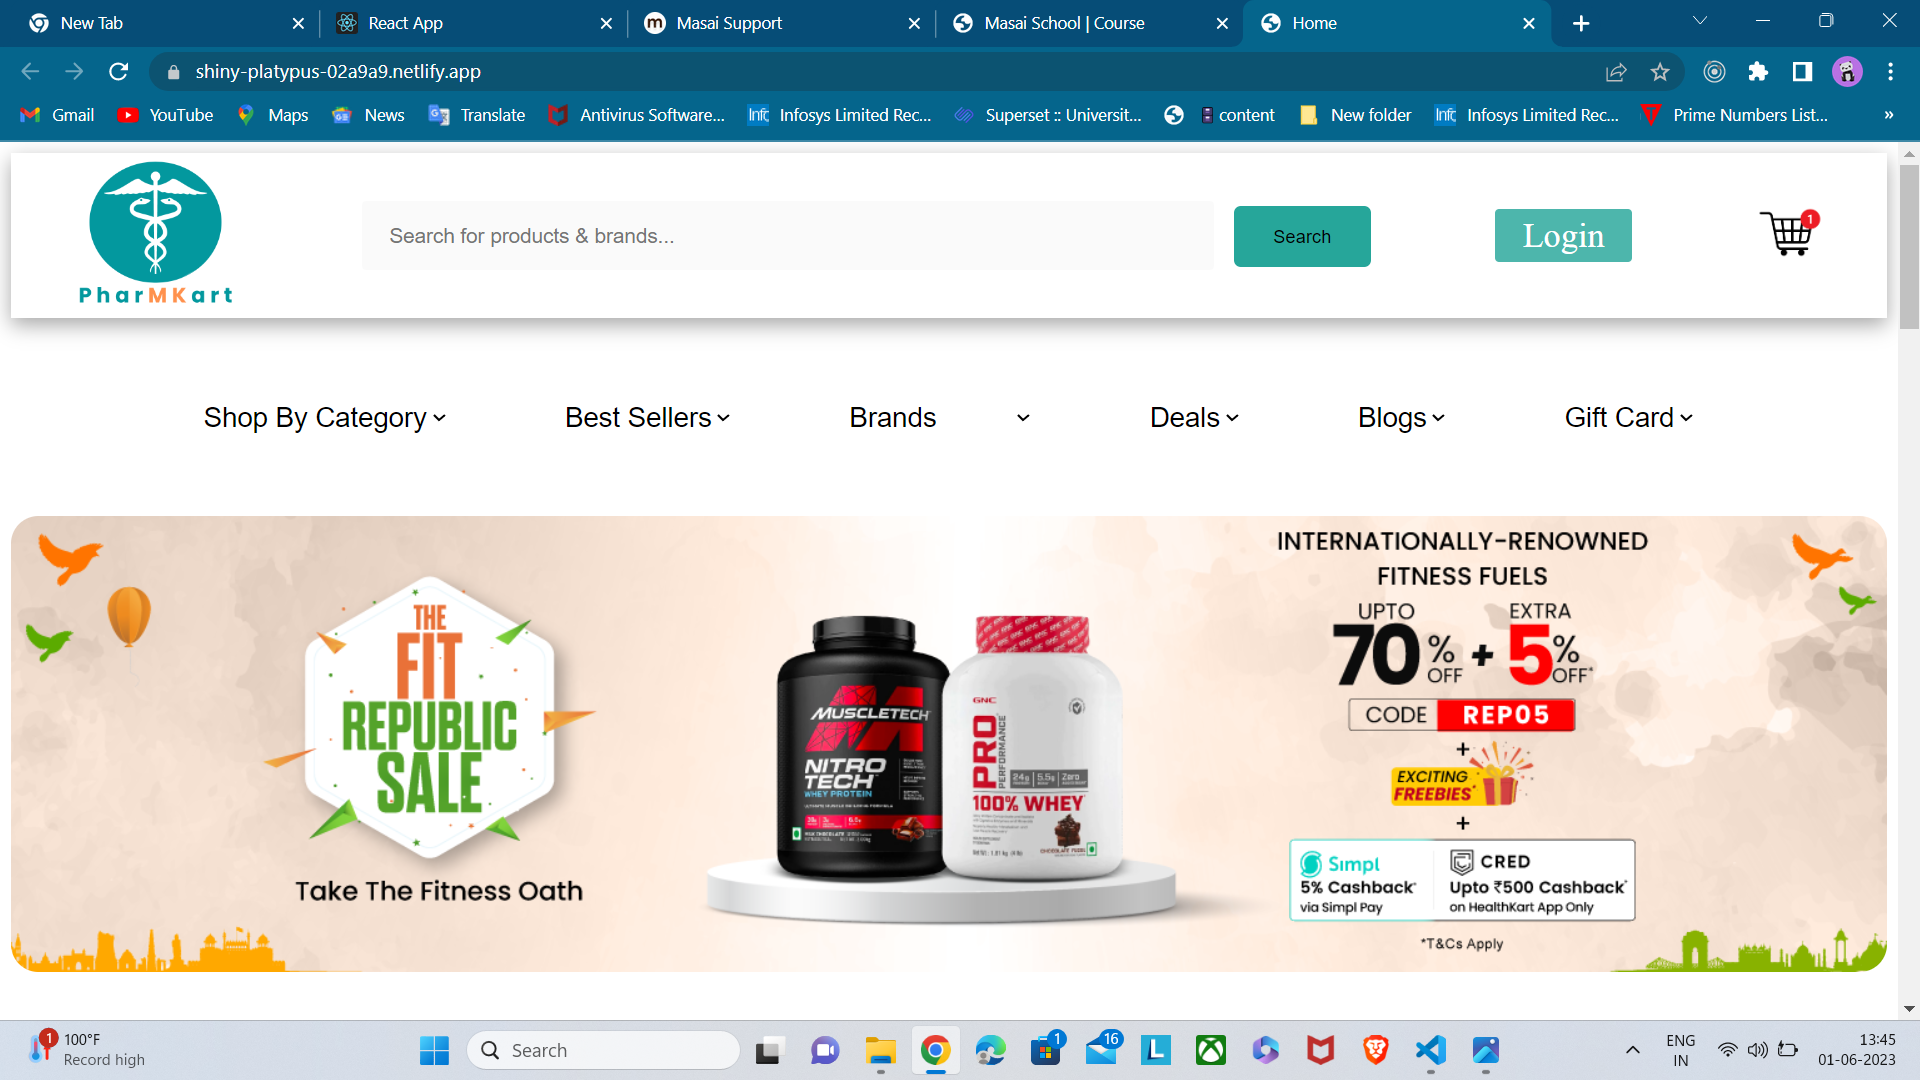 New Tab
React App
Masai Support
Masai School | Course
Home
shiny-platypus-02a9a9.netlify.app
Gmail
YouTube
Maps
News
Translate
Antivirus Software...
Infosys Limited Rec...
Superset :: Universit...
content
New folder
Infosys Limited Rec...
Prime Numbers List...
»
PharMKart
Search for products & brands...
Search
Login
1
Shop By Category
Best Sellers
Brands
Deals
Blogs
Gift Card
THE
FIT
REPUBLIC
SALE
Take The Fitness Oath
MUSCLETECH
NITRO
TECH
WHEY PROTEIN
GNC
PRO
PERFORMANCE
24g 5.5g Zero
100% WHEY
INTERNATIONALLY-RENOWNED
FITNESS FUELS
UPTO EXTRA
70% OFF + 5% OFF*
CODE REP05
+
EXCITING
FREEBIES*
+
Simpl
5% Cashback*
via Simpl Pay
CRED
Upto ₹500 Cashback*
on HealthKart App Only
*T&Cs Apply
1
100°F
Record high
Search
1
16
ENG
IN
13:45
01-06-2023